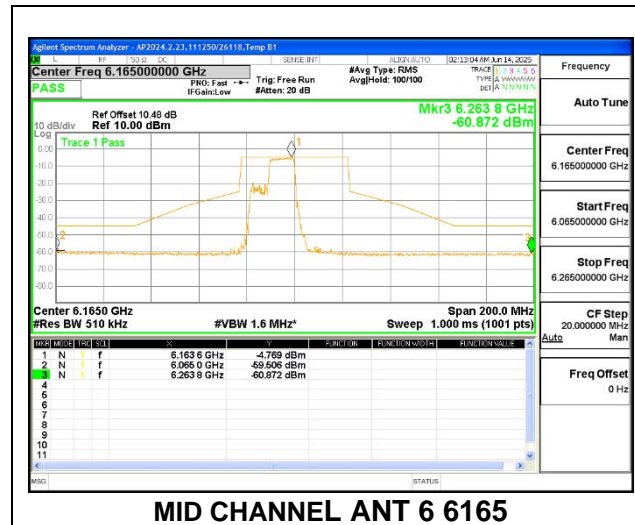 Agilent Spectrum Analyzer - AP2024.2.23,111250/26118,Temp B1
L RF 50 Ω DC SENSE:INT ALIGN AUTO 02:13:04 AM Jun 14, 2025
Center Freq 6.165000000 GHz #Avg Type: RMS TRACE 1 2 3 4 5 6
PASS PNO: Fast Trig: Free Run Avg|Hold: 100/100 TYPE
IFGain:Low #Atten: 20 dB DET A N N N N N
Ref Offset 10.48 dB Mkr3 6.263 8 GHz
10 dB/div Ref 10.00 dBm -60.872 dBm
Log
Trace 1 Pass
0.00
-10.0
-20.0
-30.0
-40.0
-50.0
-60.0
-70.0
-80.0
1
2
3
Center 6.1650 GHz Span 200.0 MHz
#Res BW 510 kHz #VBW 1.6 MHz* Sweep 1.000 ms (1001 pts)
MKR MODE TRC SCL X Y FUNCTION FUNCTION WIDTH FUNCTION VALUE
1 N 1 f 6.163 6 GHz -4.769 dBm
2 N 1 f 6.065 0 GHz -59.506 dBm
3 N 1 f 6.263 8 GHz -60.872 dBm
4
5
6
7
8
9
10
11
MSG STATUS
Frequency
Auto Tune
Center Freq
6.165000000 GHz
Start Freq
6.065000000 GHz
Stop Freq
6.265000000 GHz
CF Step
20.000000 MHz
Auto Man
Freq Offset
0 Hz
MID CHANNEL ANT 6 6165